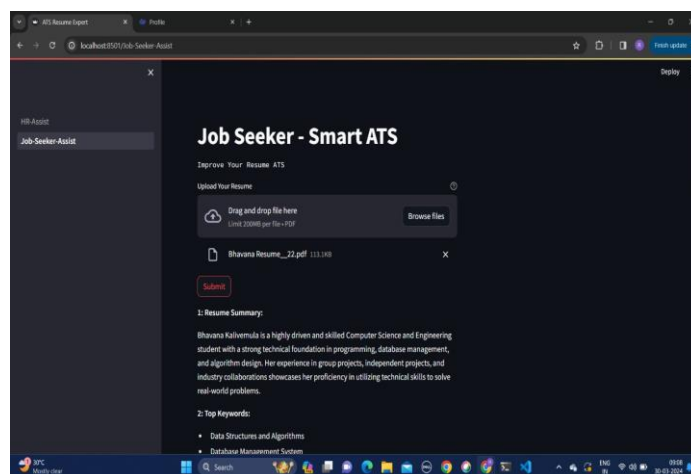 ATS Resume Expert
Profile
localhost:8501/Job-Seeker-Assist
Finish update
Deploy
HR-Assist
Job-Seeker-Assist
Job Seeker - Smart ATS
Improve Your Resume ATS
Upload Your Resume
Drag and drop file here
Limit 200MB per file • PDF
Browse files
Bhavana Resume__22.pdf 113.1KB
Submit
1: Resume Summary:
Bhavana Kalivemula is a highly driven and skilled Computer Science and Engineering
student with a strong technical foundation in programming, database management,
and algorithm design. Her experience in group projects, independent projects, and
industry collaborations showcases her proficiency in utilizing technical skills to solve
real-world problems.
2: Top Keywords:
• Data Structures and Algorithms
• Database Management System
30°C
Mostly clear
Search
ENG
IN
09:08
30-03-2024